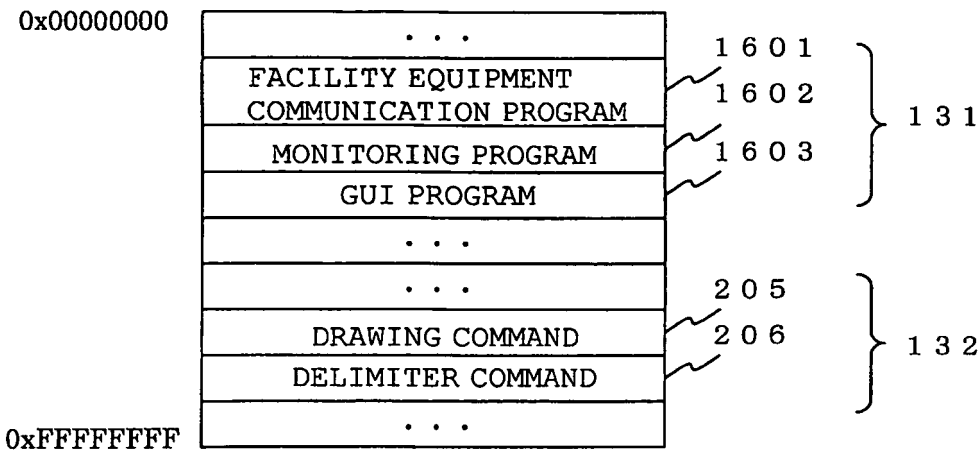 0x00000000
. . .
FACILITY EQUIPMENT
COMMUNICATION PROGRAM
1601
1602
MONITORING PROGRAM
1603
131
GUI PROGRAM
. . .
. . .
205
DRAWING COMMAND
206
132
DELIMITER COMMAND
. . .
0xFFFFFFFF